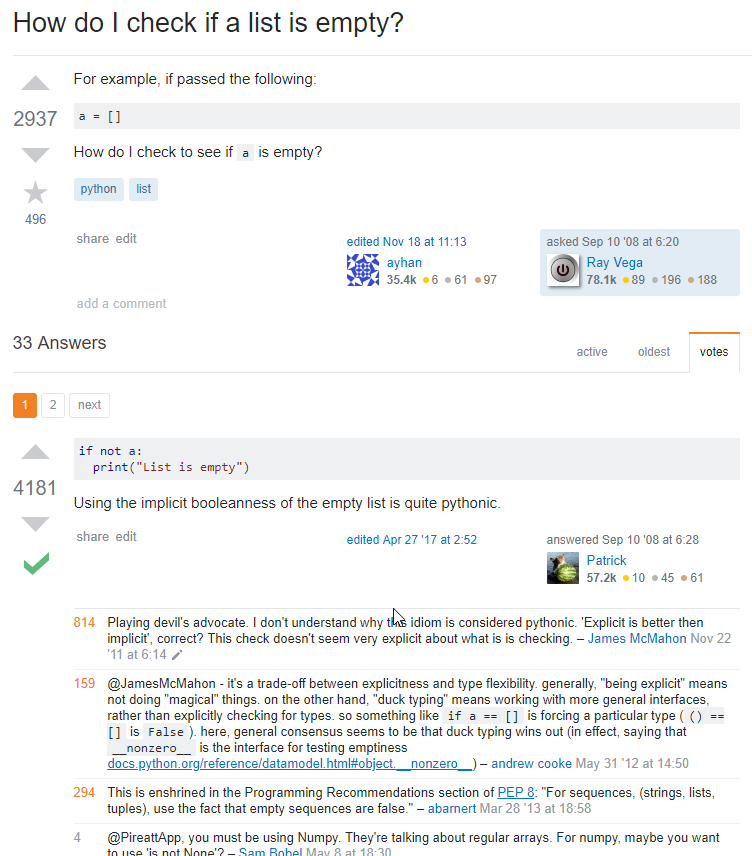 How do I check if a list is empty?
For example, if passed the following:
2937
a = []
How do I check to see if a is empty?
python list
496
share edit
edited Nov 18 at 11:13
ayhan
35.4k 6 61 97
asked Sep 10 '08 at 6:20
Ray Vega
78.1k 89 196 188
add a comment
33 Answers
active oldest votes
1 2 next
if not a:
print("List is empty")
4181
Using the implicit booleanness of the empty list is quite pythonic.
share edit
edited Apr 27 '17 at 2:52
answered Sep 10 '08 at 6:28
Patrick
57.2k 10 45 61
814 Playing devil's advocate. I don't understand why this idiom is considered pythonic. 'Explicit is better then
implicit', correct? This check doesn't seem very explicit about what is is checking. – James McMahon Nov 22
'11 at 6:14
159 @JamesMcMahon - it's a trade-off between explicitness and type flexibility. generally, "being explicit" means
not doing "magical" things. on the other hand, "duck typing" means working with more general interfaces,
rather than explicitly checking for types. so something like if a == [] is forcing a particular type ( () ==
[] is False ). here, general consensus seems to be that duck typing wins out (in effect, saying that
__nonzero__ is the interface for testing emptiness
docs.python.org/reference/datamodel.html#object.__nonzero__) – andrew cooke May 31 '12 at 14:50
294 This is enshrined in the Programming Recommendations section of PEP 8: "For sequences, (strings, lists,
tuples), use the fact that empty sequences are false." – abarnert Mar 28 '13 at 18:58
4 @PireattApp, you must be using Numpy. They're talking about regular arrays. For numpy, maybe you want
to use 'is not None'? – Sam Bobel May 8 at 18:30